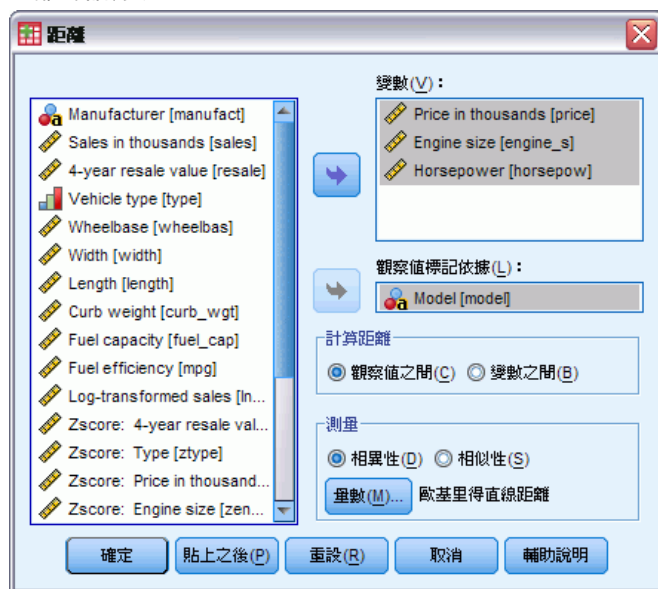 距離
變數(V)：
Manufacturer [manufact]
Sales in thousands [sales]
4-year resale value [resale]
Vehicle type [type]
Wheelbase [wheelbas]
Width [width]
Length [length]
Curb weight [curb_wgt]
Fuel capacity [fuel_cap]
Fuel efficiency [mpg]
Log-transformed sales [ln...
Zscore: 4-year resale val...
Zscore: Type [ztype]
Zscore: Price in thousand...
Zscore: Engine size [zen...
Price in thousands [price]
Engine size [engine_s]
Horsepower [horsepow]
觀察值標記依據(L)：
Model [model]
計算距離
觀察值之間(C) 變數之間(B)
測量
相異性(D) 相似性(S)
量數(M)... 歐基里得直線距離
確定 貼上之後(P) 重設(R) 取消 輔助說明